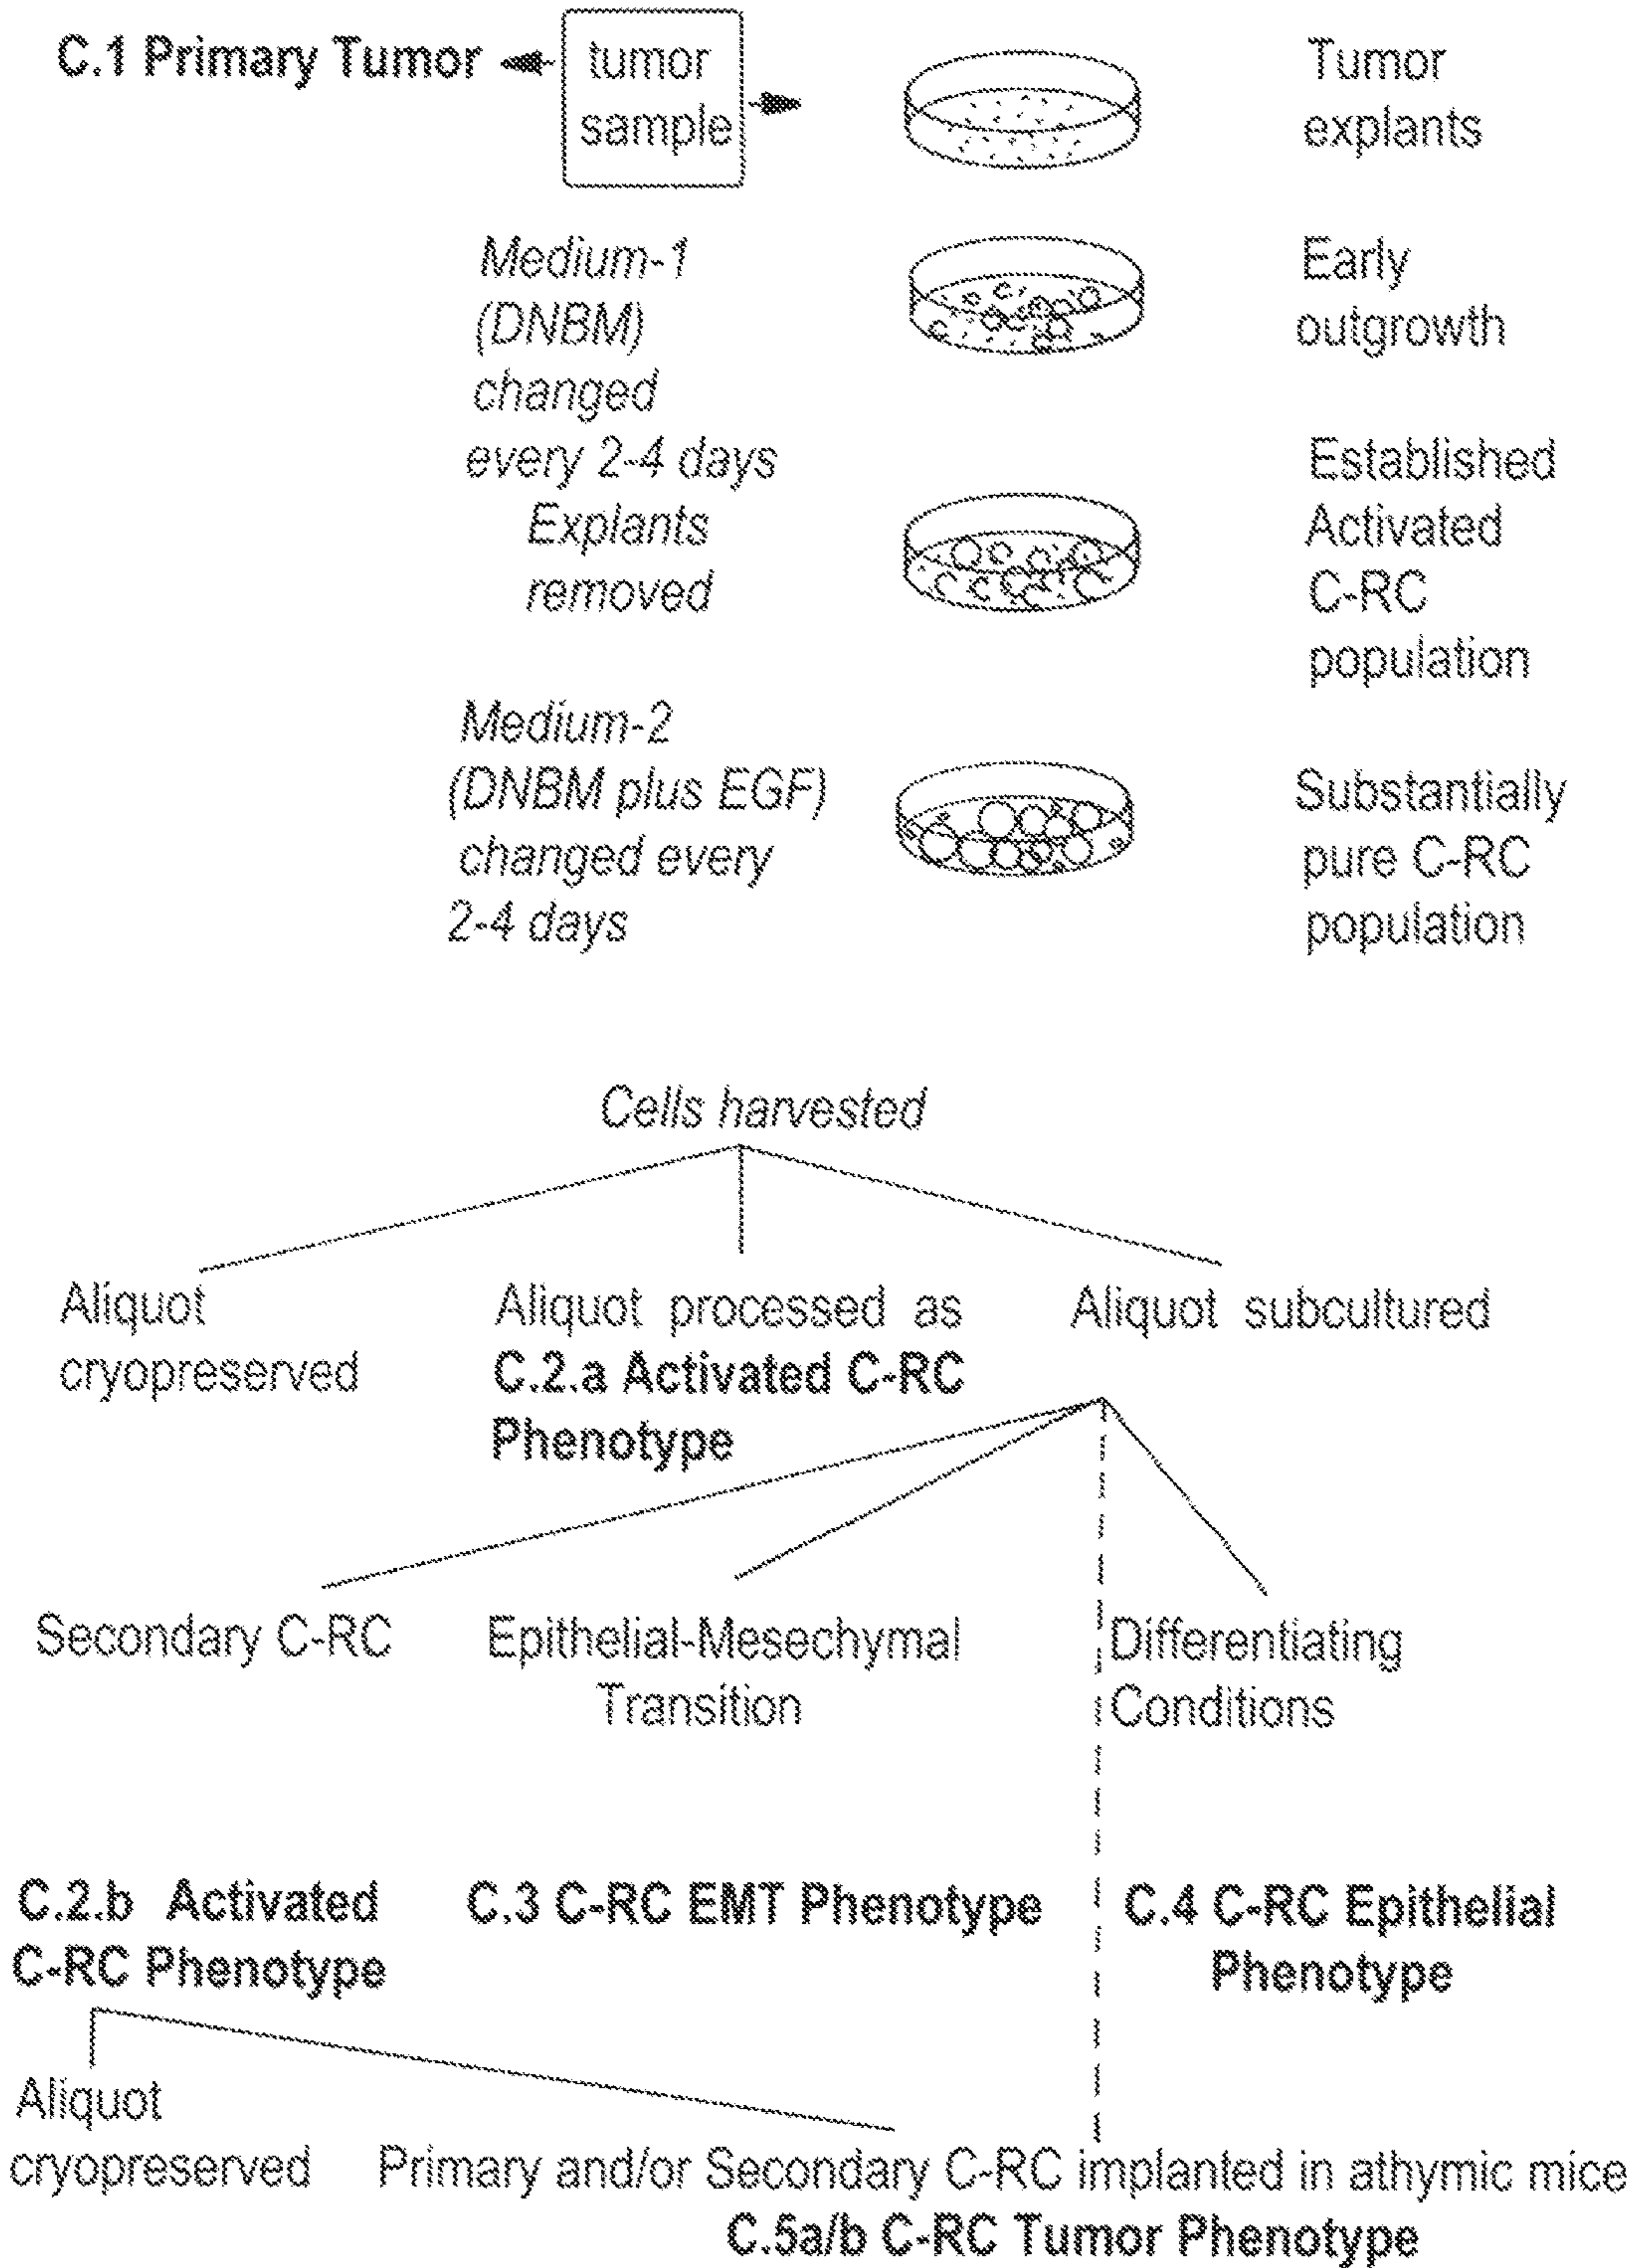 C.1 Primary Tumor
tumor
sample
Tumor
explants
Medium-1
(DNBM)
changed
every 2-4 days
Early
outgrowth
Explants
removed
Established
Activated
C-RC
population
Medium-2
(DNBM plus EGF)
changed every
2-4 days
Substantially
pure C-RC
population
Cells harvested
Aliquot
cryopreserved
Aliquot processed as
C.2.a Activated C-RC
Phenotype
Aliquot subcultured
Secondary C-RC
Epithelial-Mesechymal
Transition
Differentiating
Conditions
C.2.b Activated
C-RC Phenotype
C.3 C-RC EMT Phenotype
C.4 C-RC Epithelial
Phenotype
Aliquot
cryopreserved
Primary and/or Secondary C-RC implanted in athymic mice
C.5a/b C-RC Tumor Phenotype